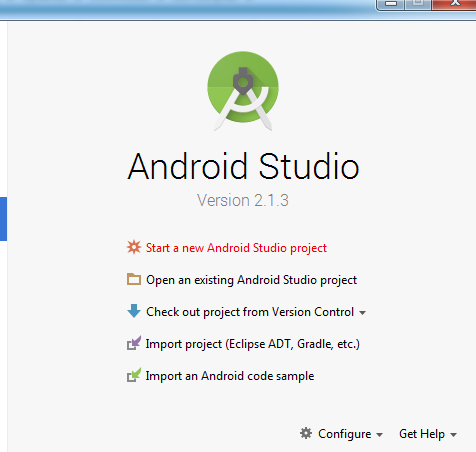 Android Studio
Version 2.1.3
Start a new Android Studio project
Open an existing Android Studio project
Check out project from Version Control
Import project (Eclipse ADT, Gradle, etc.)
Import an Android code sample
Configure Get Help